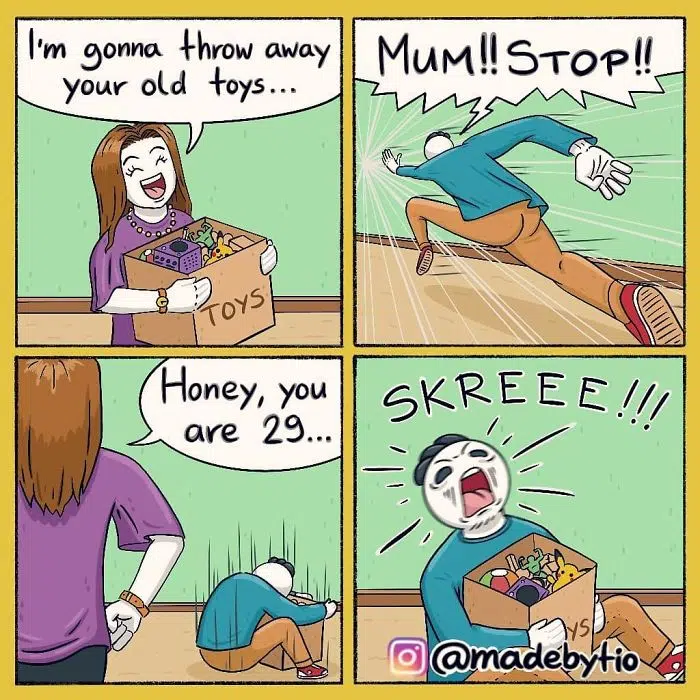 I'm gonna throw away
your old toys...
TOYS
MUM!! STOP!!
Honey, you
are 29...
SKREEE!!!
YS
@madebytio